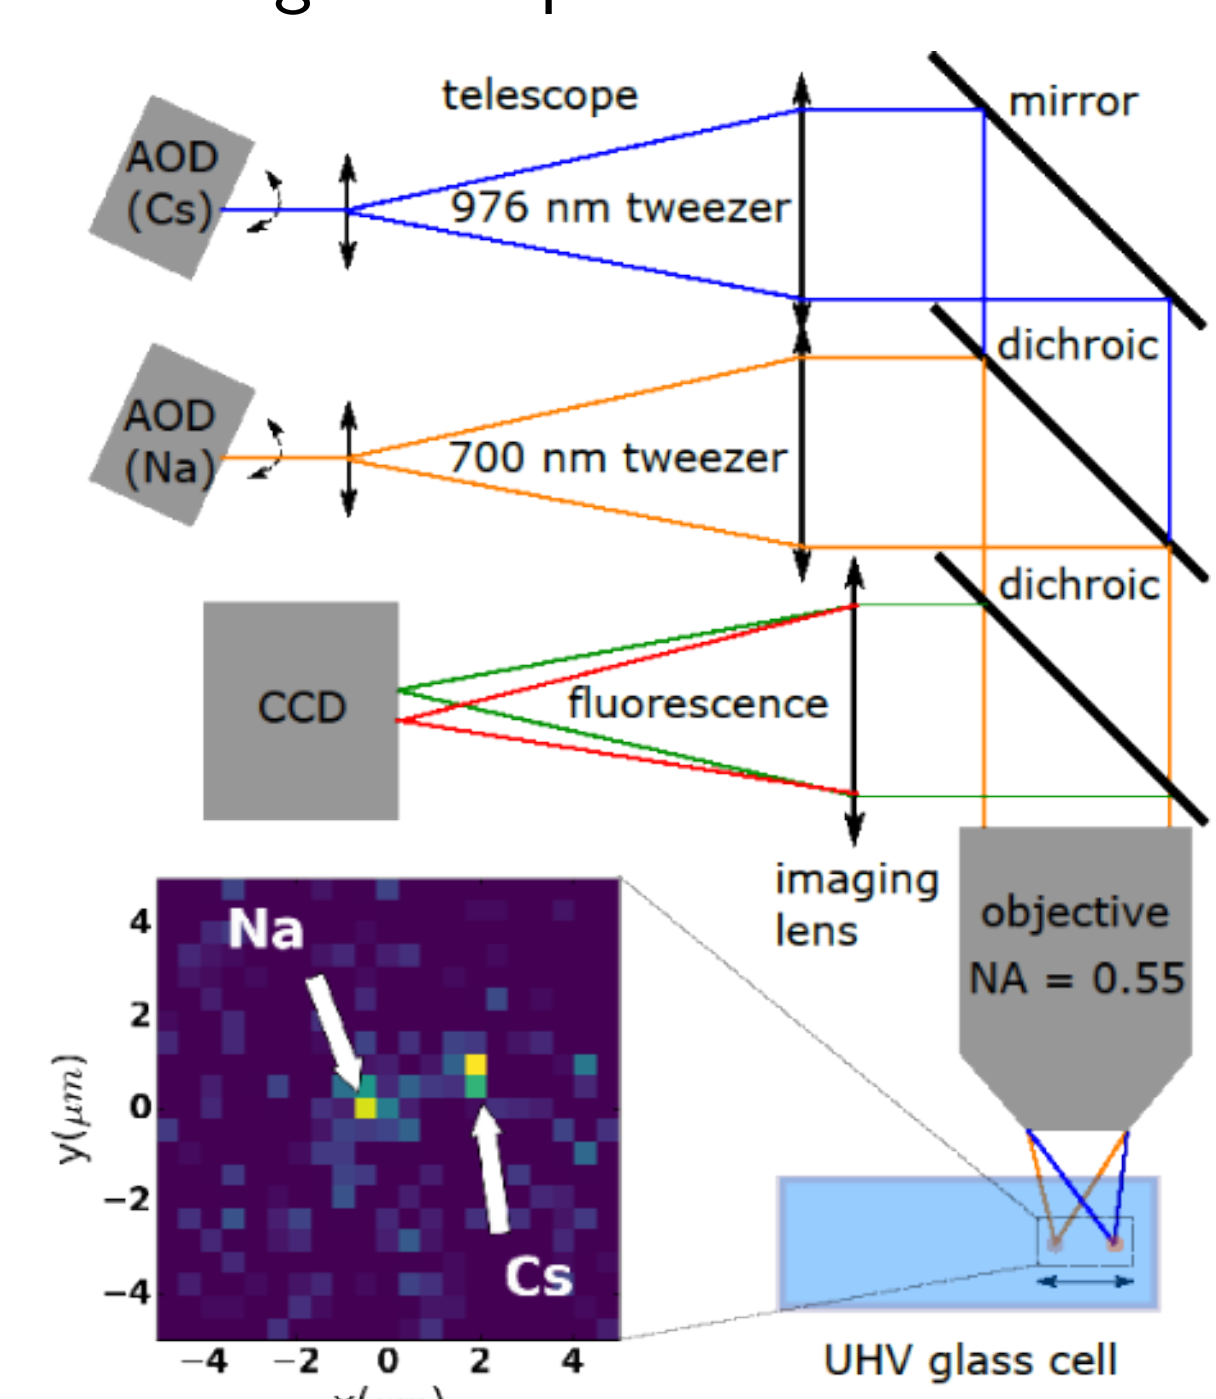 telescope
mirror
AOD
(Cs)
976 nm tweezer
dichroic
AOD
(Na)
700 nm tweezer
dichroic
CCD
fluorescence
imaging
lens
objective
NA = 0.55
Na
Cs
y(μm)
4
2
0
−2
−4
−4 −2 0 2 4
UHV glass cell